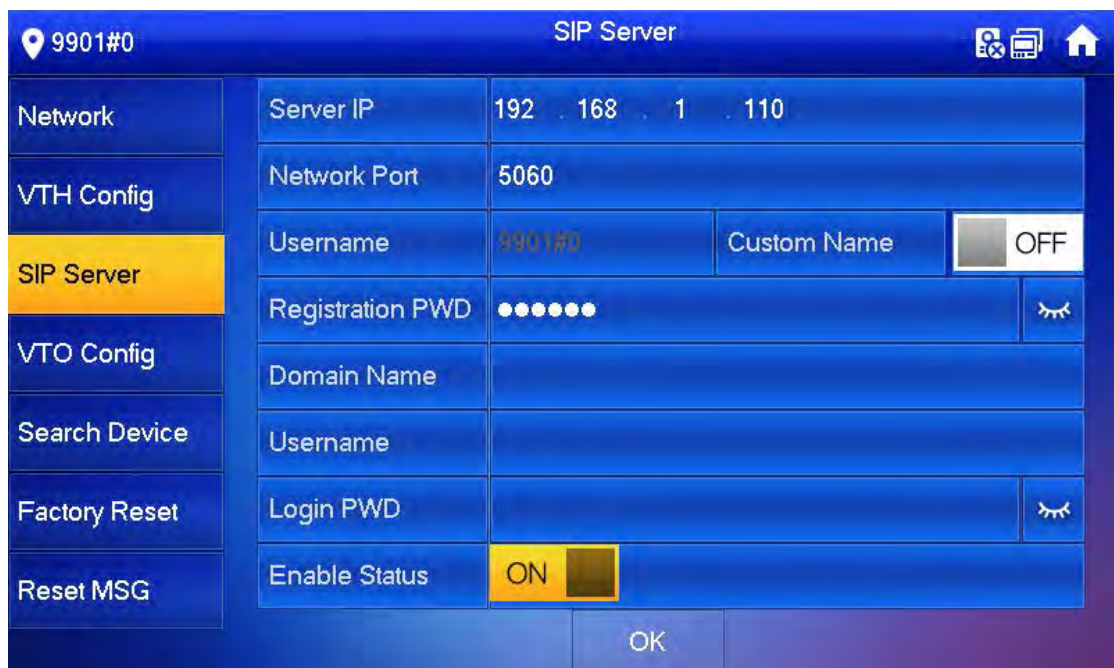 9901#0
SIP Server
Network
VTH Config
SIP Server
VTO Config
Search Device
Factory Reset
Reset MSG
Server IP 192 . 168 . 1 . 110
Network Port 5060
Username 9901#0 Custom Name OFF
Registration PWD ●●●●●●
Domain Name
Username
Login PWD
Enable Status ON
OK